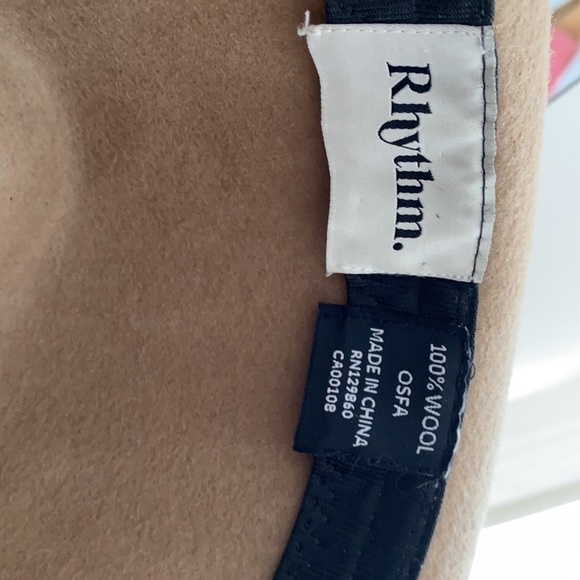 Rhythm.
100% WOOL
OSFA
MADE IN CHINA
RN129860
CA00108